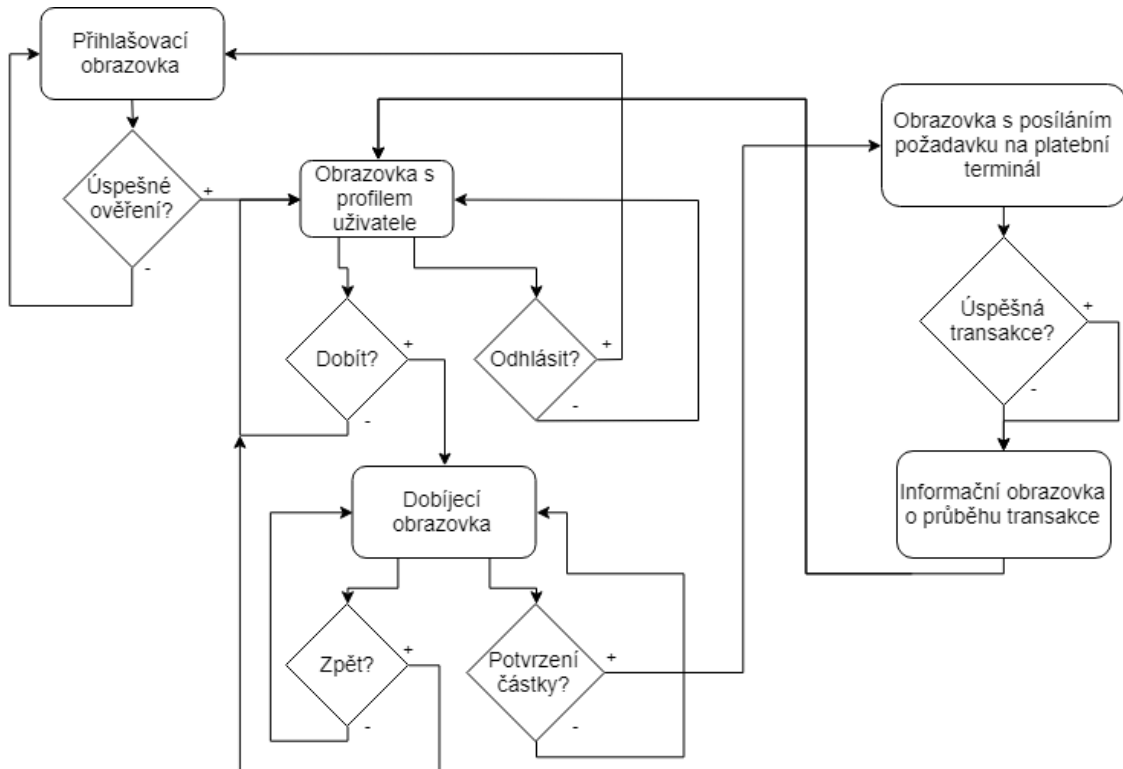 Přihlašovací
obrazovka
Úspešné
ověření?
+
-
Obrazovka s
profilem
uživatele
Dobít?
+
-
Odhlásit?
+
-
Dobíjecí
obrazovka
Zpět?
+
-
Potvrzení
částky?
+
-
Obrazovka s posíláním
požadavku na platební
terminál
Úspěšná
transakce?
+
-
Informační obrazovka
o průběhu transakce